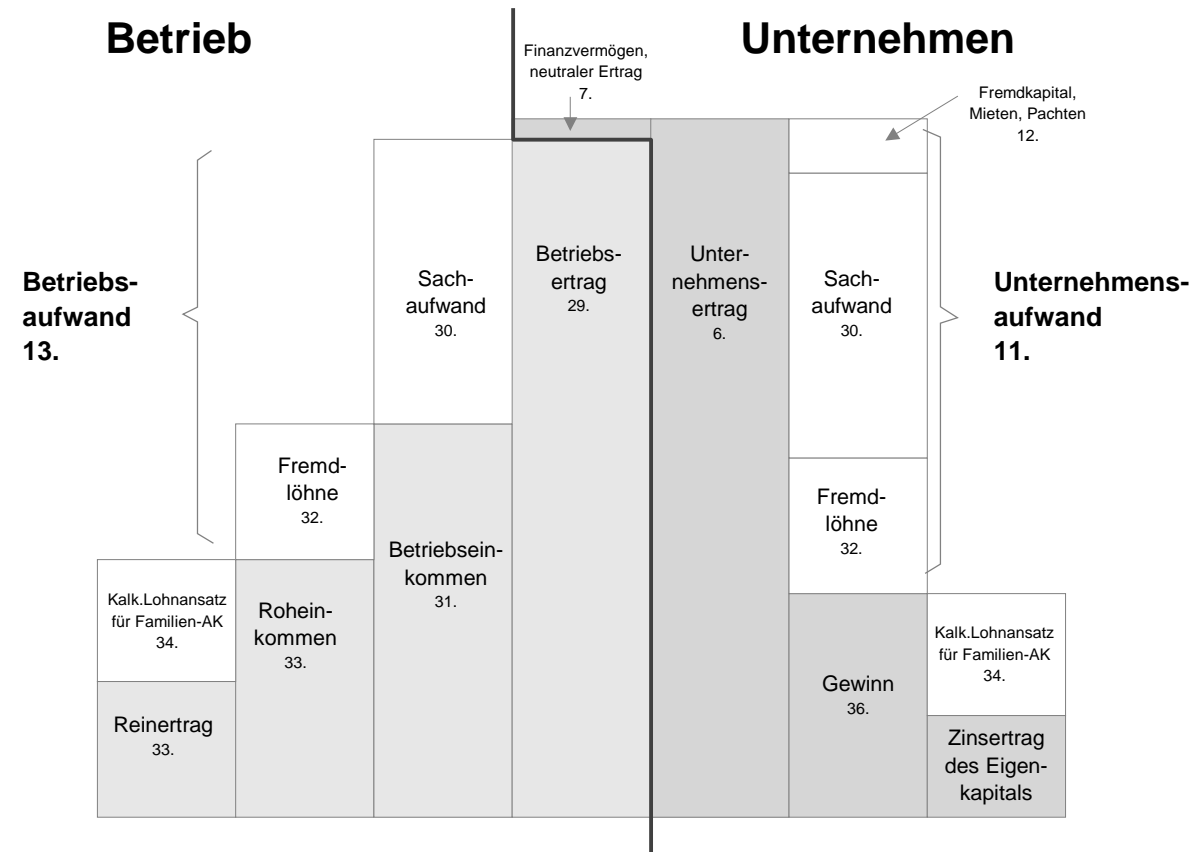 Betrieb
Unternehmen
Finanzvermögen,
neutraler Ertrag
7.
Fremdkapital,
Mieten, Pachten
12.
Betriebs-
aufwand
13.
Sach-
aufwand
30.
Betriebs-
ertrag
29.
Unter-
nehmens-
ertrag
6.
Sach-
aufwand
30.
Unternehmens-
aufwand
11.
Fremd-
löhne
32.
Betriebsein-
kommen
31.
Fremd-
löhne
32.
Kalk.Lohnansatz
für Familien-AK
34.
Rohein-
kommen
33.
Reinertrag
33.
Gewinn
36.
Kalk.Lohnansatz
für Familien-AK
34.
Zinsertrag
des Eigen-
kapitals